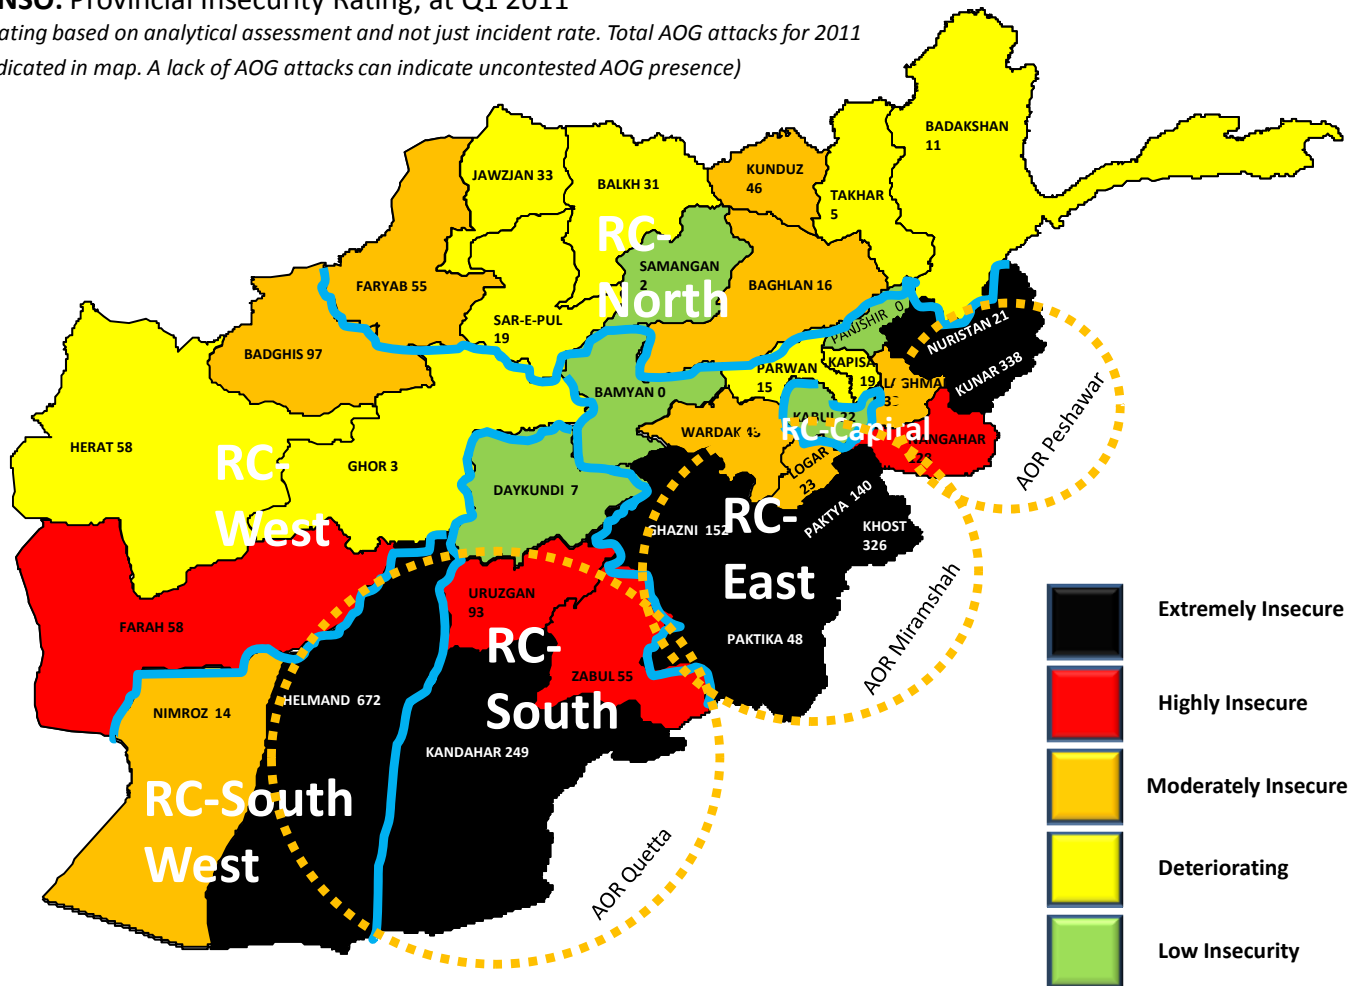 NSO: Provincial Insecurity Rating, at Q1 2011
ating based on analytical assessment and not just incident rate. Total AOG attacks for 2011
dicated in map. A lack of AOG attacks can indicate uncontested AOG presence)
BADAKSHAN
11
JAWZJAN 33
BALKH 31
KUNDUZ
46
TAKHAR
5
RC-
North
SAMANGAN
2
FARYAB 55
BAGHLAN 16
SAR-E-PUL
19
PANJSHIR 0
NURISTAN 21
BADGHIS 97
KUNAR 338
PARWAN
15
KAPISA
19
BAMYAN 0
KABUL 22
RC-Capital
WARDAK
HERAT 58
RC-
West
GHOR 3
LOGAR
23
AOR Peshawar
DAYKUNDI 7
PAKTYA 140
GHAZNI 152
RC-
East
KHOST
326
URUZGAN
93
AOR Miramshah
FARAH 58
RC-
South
PAKTIKA 48
ZABUL 55
HELMAND 672
NIMROZ 14
KANDAHAR 249
RC-South
West
AOR Quetta
Extremely Insecure
Highly Insecure
Moderately Insecure
Deteriorating
Low Insecurity